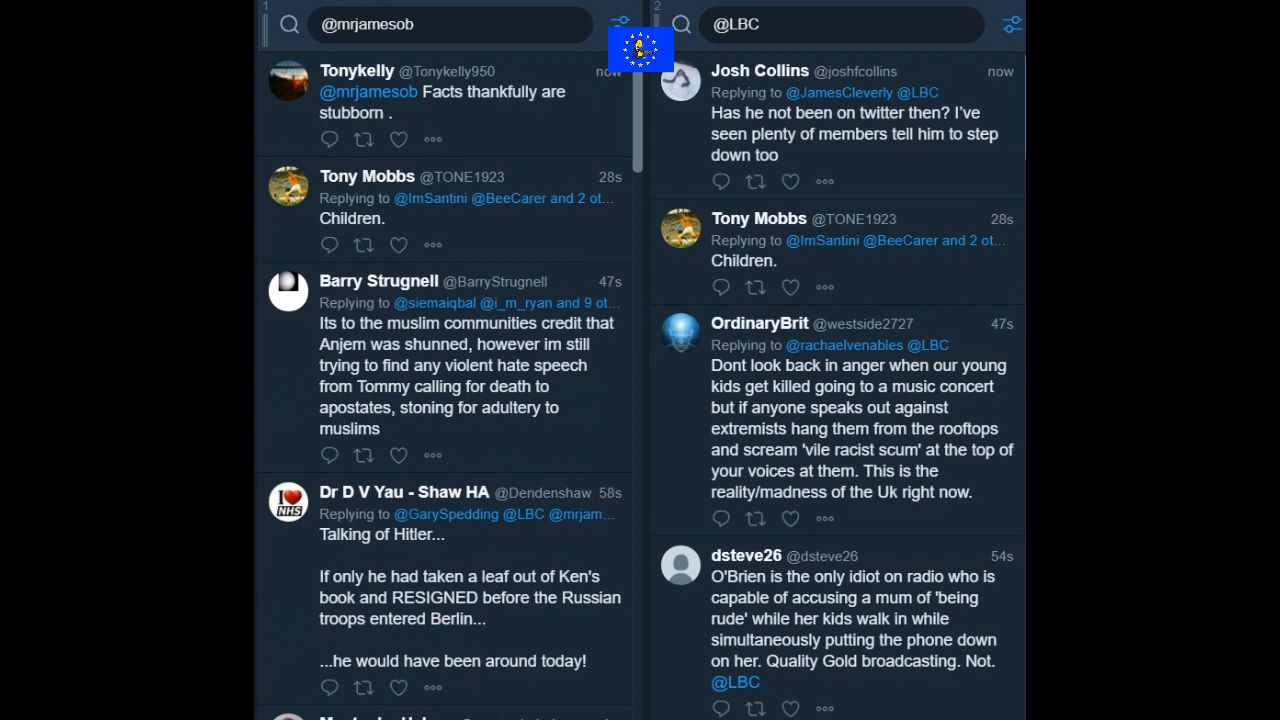 1
@mrjamesob
Tonykelly @Tonykelly950 now
@mrjamesob Facts thankfully are
stubborn .
Tony Mobbs @TONE1923 28s
Replying to @ImSantini @BeeCarer and 2 ot...
Children.
Barry Strugnell @BarryStrugnell 47s
Replying to @siemaiqbal @i_m_ryan and 9 ot...
Its to the muslim communities credit that
Anjem was shunned, however im still
trying to find any violent hate speech
from Tommy calling for death to
apostates, stoning for adultery to
muslims
Dr D V Yau - Shaw HA @Dendenshaw 58s
I ❤ NHS
Replying to @GarySpedding @LBC @mrjam...
Talking of Hitler...
If only he had taken a leaf out of Ken's
book and RESIGNED before the Russian
troops entered Berlin...
...he would have been around today!
2
@LBC
Josh Collins @joshfcollins now
Replying to @JamesCleverly @LBC
Has he not been on twitter then? I've
seen plenty of members tell him to step
down too
Tony Mobbs @TONE1923 28s
Replying to @ImSantini @BeeCarer and 2 ot...
Children.
OrdinaryBrit @westside2727 47s
Replying to @rachaelvenables @LBC
Dont look back in anger when our young
kids get killed going to a music concert
but if anyone speaks out against
extremists hang them from the rooftops
and scream 'vile racist scum' at the top of
your voices at them. This is the
reality/madness of the Uk right now.
dsteve26 @dsteve26 54s
O'Brien is the only idiot on radio who is
capable of accusing a mum of 'being
rude' while her kids walk in while
simultaneously putting the phone down
on her. Quality Gold broadcasting. Not.
@LBC